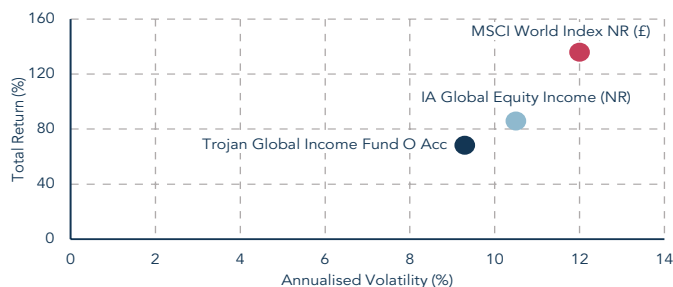 160
MSCI World Index NR (£)
120
IA Global Equity Income (NR)
80
Trojan Global Income Fund O Acc
40
0
Total Return (%)
0 2 4 6 8 10 12 14
Annualised Volatility (%)